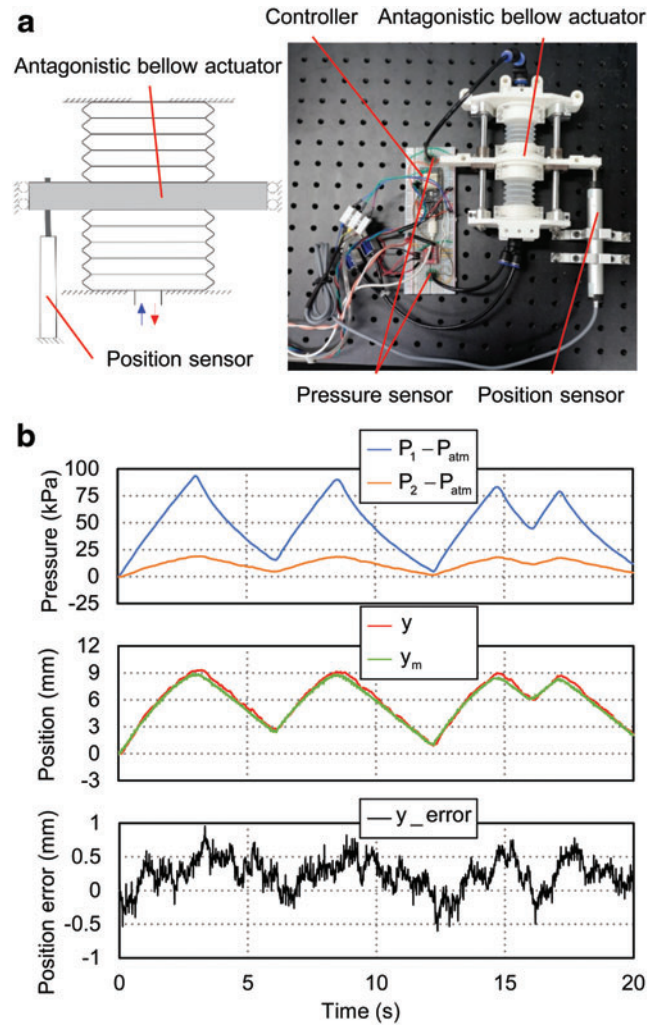 a
Controller
Antagonistic bellow actuator
Antagonistic bellow actuator
Position sensor
Pressure sensor
Position sensor
b
P₁ − Pₐₜₘ
P₂ − Pₐₜₘ
Pressure (kPa)
100
75
50
25
0
-25
y
yₘ
Position (mm)
12
9
6
3
0
-3
y_error
Position error (mm)
1
0.5
0
-0.5
-1
0
5
10
15
20
Time (s)